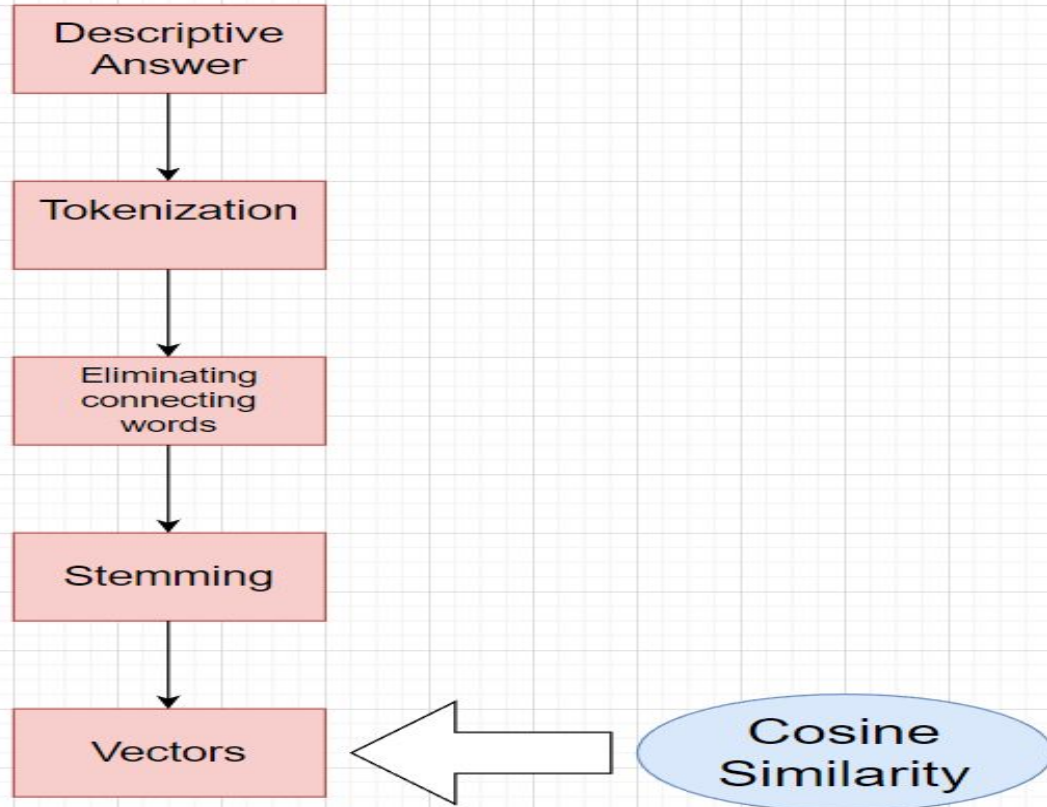 Descriptive
Answer
Tokenization
Eliminating
connecting
words
Stemming
Vectors
Cosine
Similarity